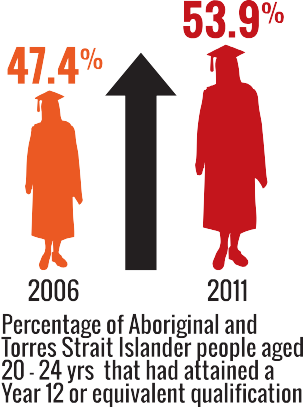 53.9%
47.4%
2006
2011
Percentage of Aboriginal and
Torres Strait Islander people aged
20 - 24 yrs that had attained a
Year 12 or equivalent qualification